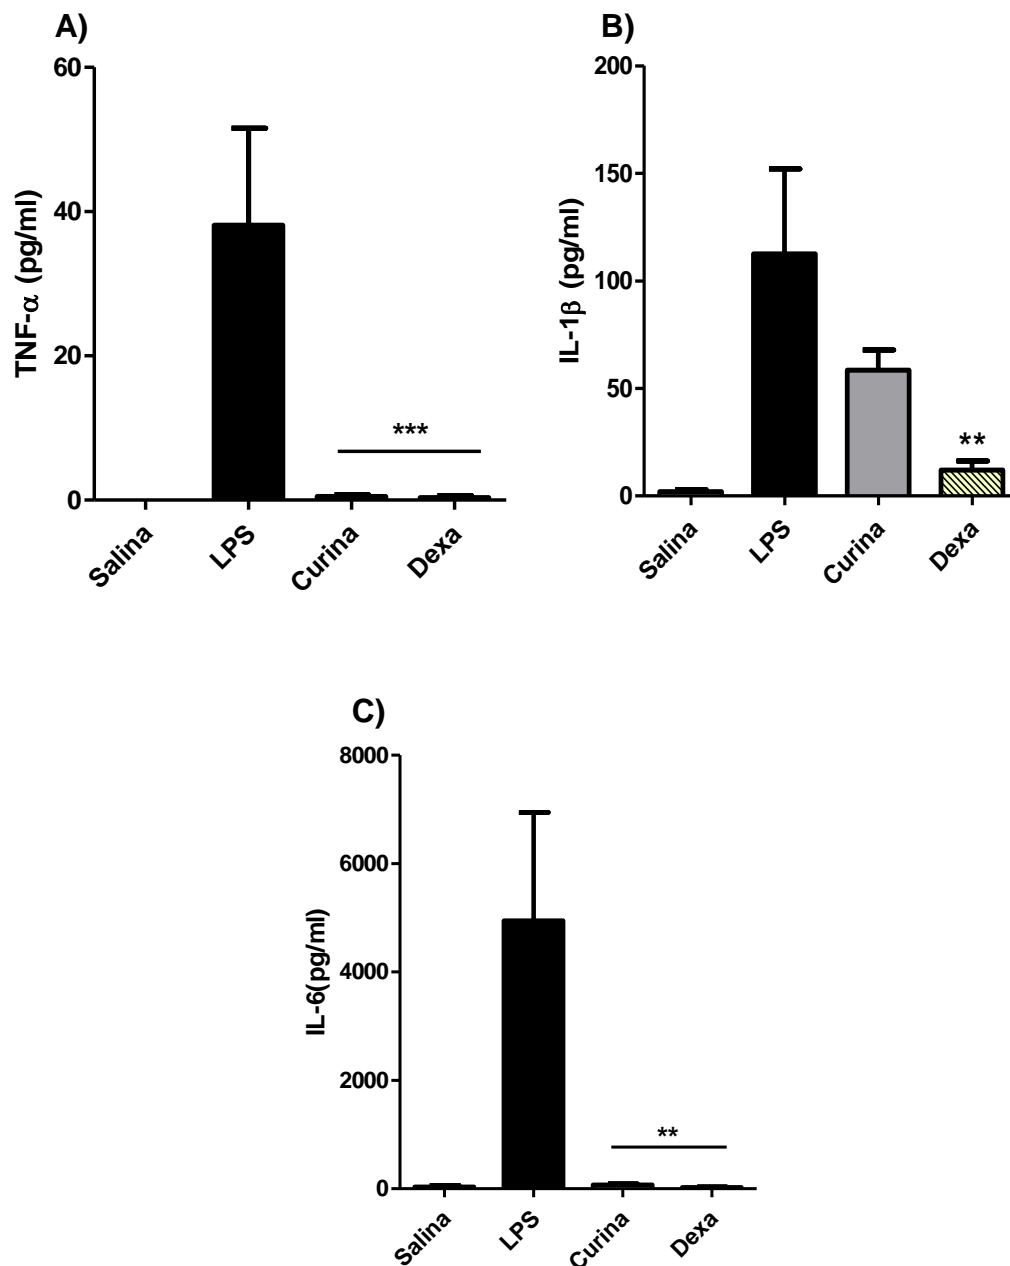 A)
TNF-α (pg/ml)
60
40
20
0
***
Salina
LPS
Curina
Dexa
B)
IL-1β (pg/ml)
200
150
100
50
0
**
Salina
LPS
Curina
Dexa
C)
IL-6(pg/ml)
8000
6000
4000
2000
0
**
Salina
LPS
Curina
Dexa